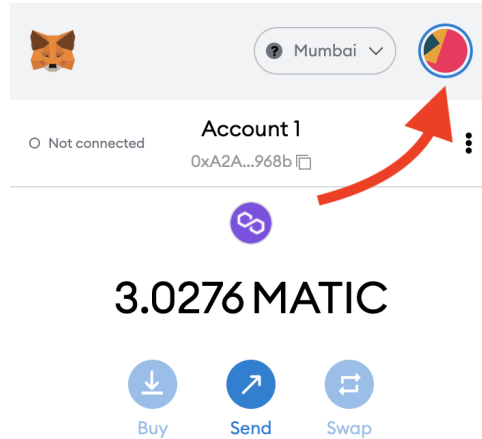 Mumbai
Not connected
Account 1
0xA2A...968b
3.0276 MATIC
Buy
Send
Swap